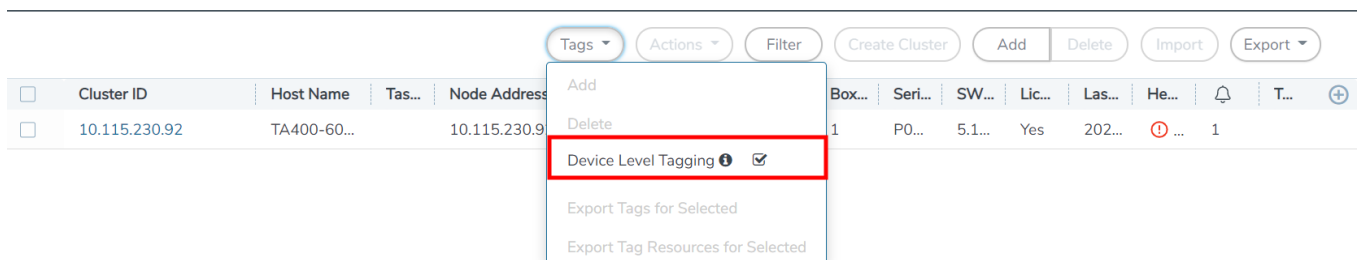 Tags Actions Filter Create Cluster Add Delete Import Export
Cluster ID Host Name Tas... Node Address Box... Seri... SW... Lic... Las... He... T...
10.115.230.92 TA400-60... 10.115.230.9 1 P0... 5.1... Yes 202... ... 1
Add
Delete
Device Level Tagging
Export Tags for Selected
Export Tag Resources for Selected